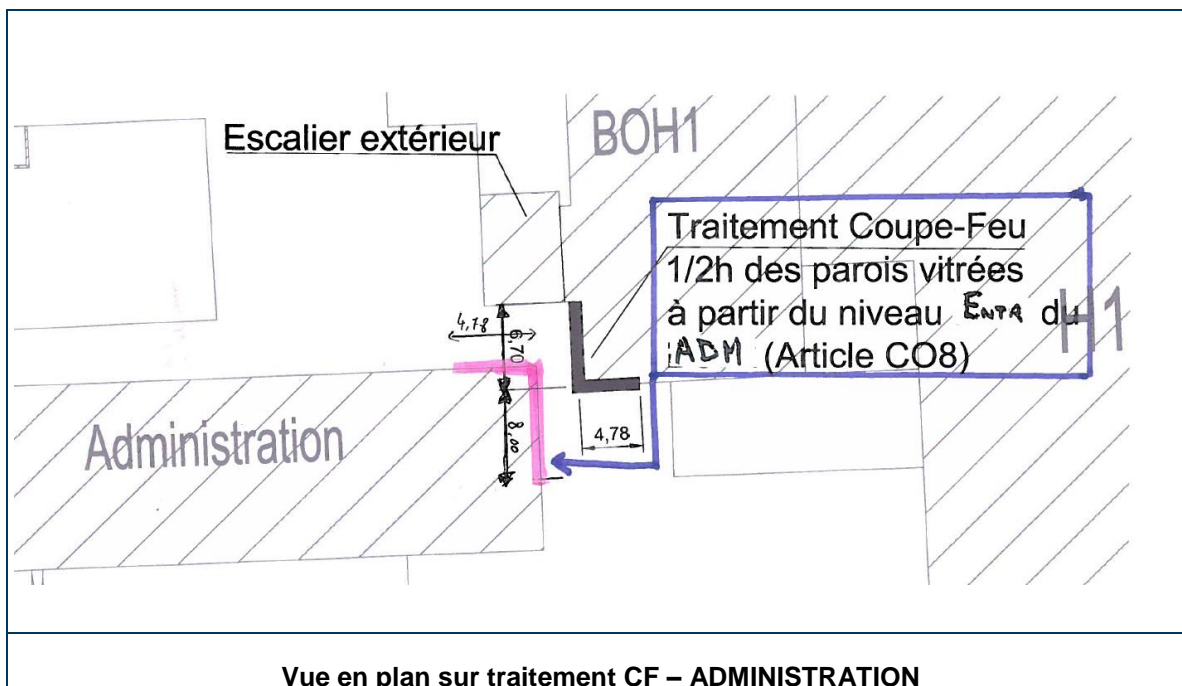 Escalier extérieur
BOH1
Traitement Coupe-Feu
1/2h des parois vitrées
à partir du niveau ENTR du
ADM (Article CO8)
H1
4,78
6,70
8,00
4,78
Administration
Vue en plan sur traitement CF – ADMINISTRATION